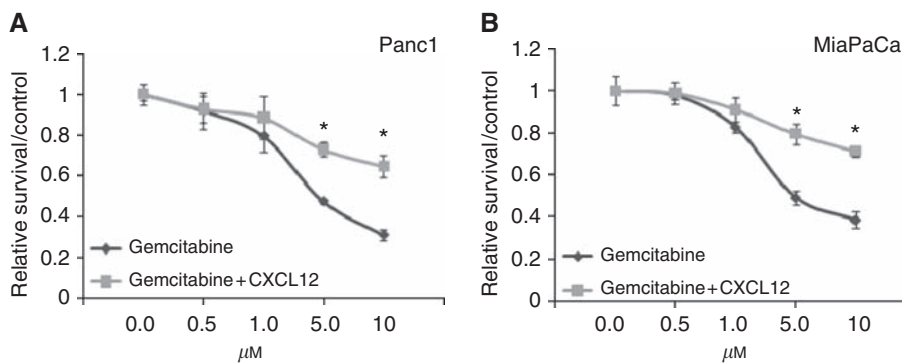 A
Panc1
Relative survival/control
1.2
1
0.8
0.6
0.4
0.2
0
*
*
Gemcitabine
Gemcitabine+CXCL12
0.0 0.5 1.0 5.0 10
μM
B
MiaPaCa
Relative survival/control
1.2
1
0.8
0.6
0.4
0.2
0
*
*
Gemcitabine
Gemcitabine+CXCL12
0.0 0.5 1.0 5.0 10
μM